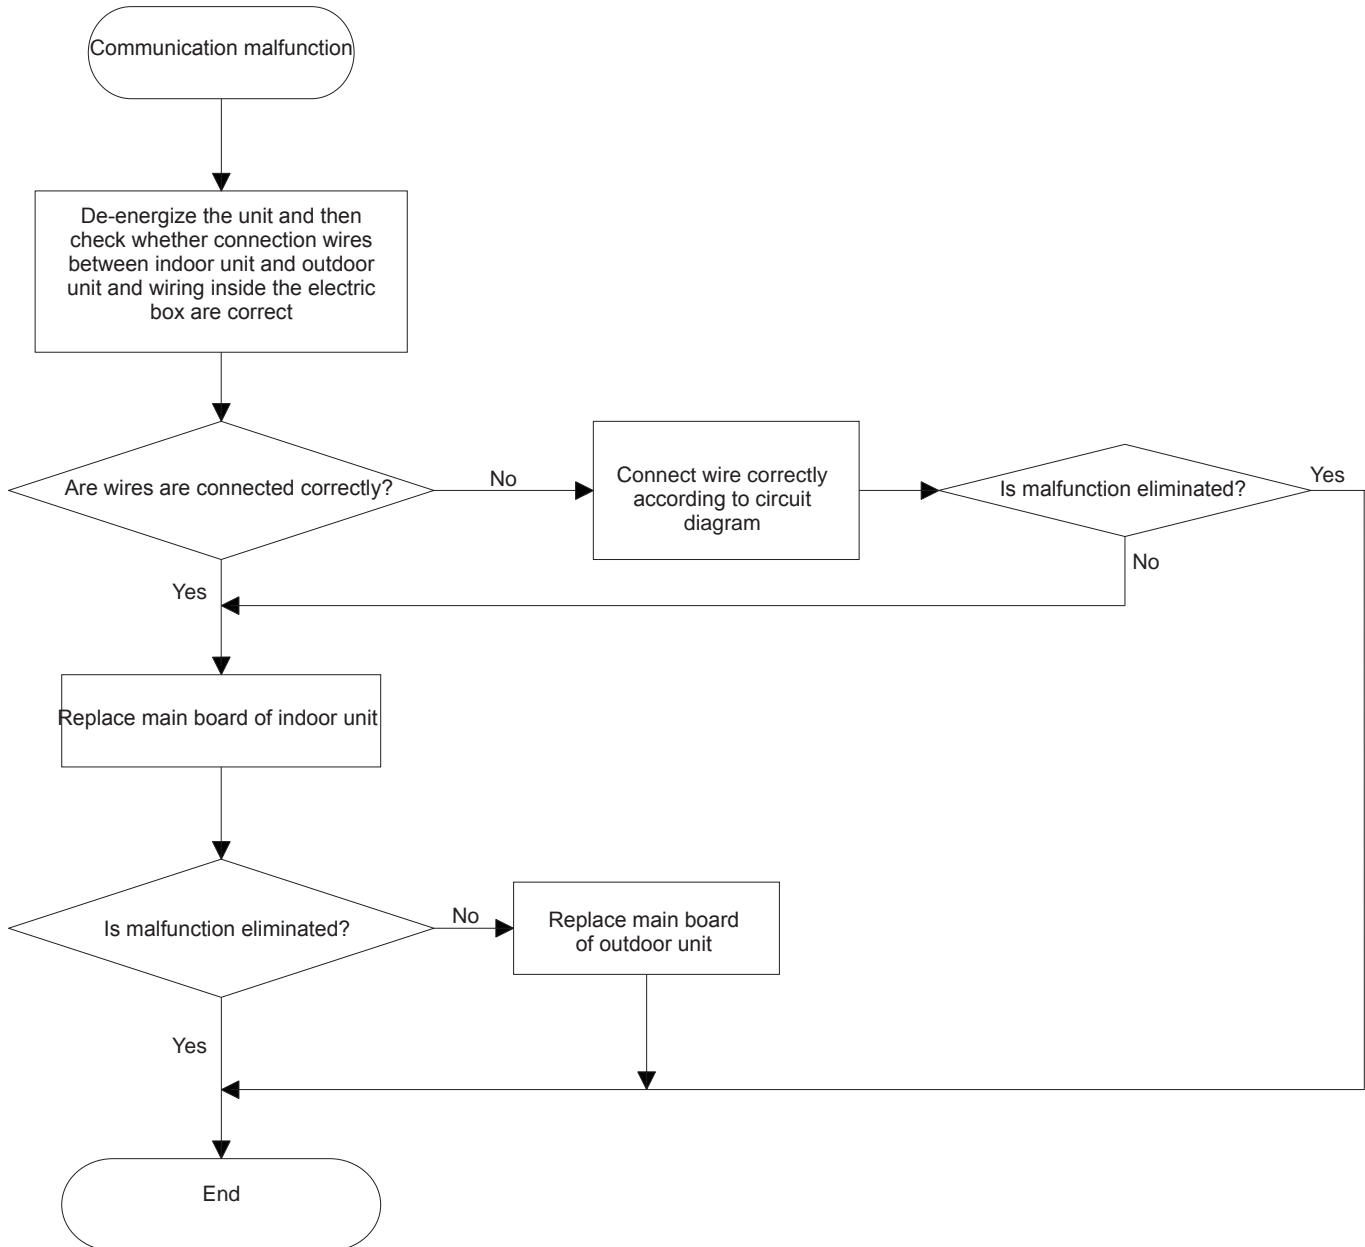 Communication malfunction
De-energize the unit and then
check whether connection wires
between indoor unit and outdoor
unit and wiring inside the electric
box are correct
Are wires are connected correctly?
No
Connect wire correctly
according to circuit
diagram
Is malfunction eliminated?
Yes
No
Yes
Replace main board of indoor unit
Is malfunction eliminated?
No
Replace main board
of outdoor unit
Yes
End